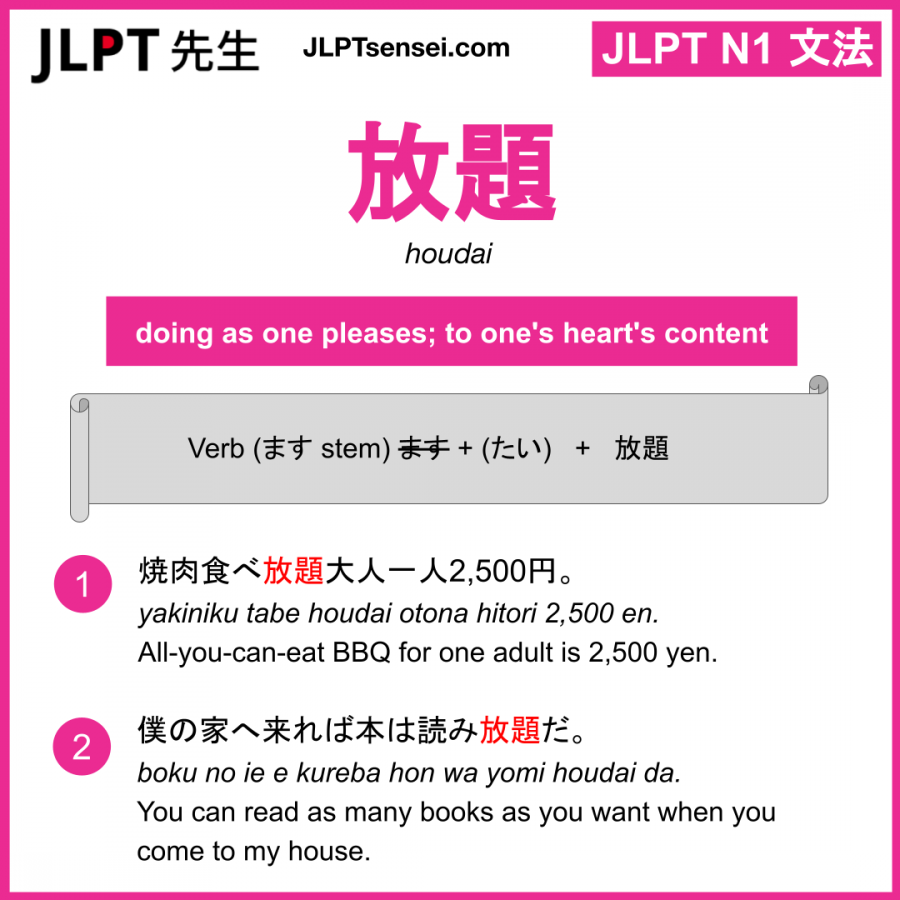 JLPT 先生
JLPTsensei.com
JLPT N1 文法
放題
houdai
doing as one pleases; to one's heart's content
Verb (ます stem) ます + (たい) + 放題
1
焼肉食べ放題大人一人2,500円。
yakiniku tabe houdai otona hitori 2,500 en.
All-you-can-eat BBQ for one adult is 2,500 yen.
2
僕の家へ来れば本は読み放題だ。
boku no ie e kureba hon wa yomi houdai da.
You can read as many books as you want when you
come to my house.